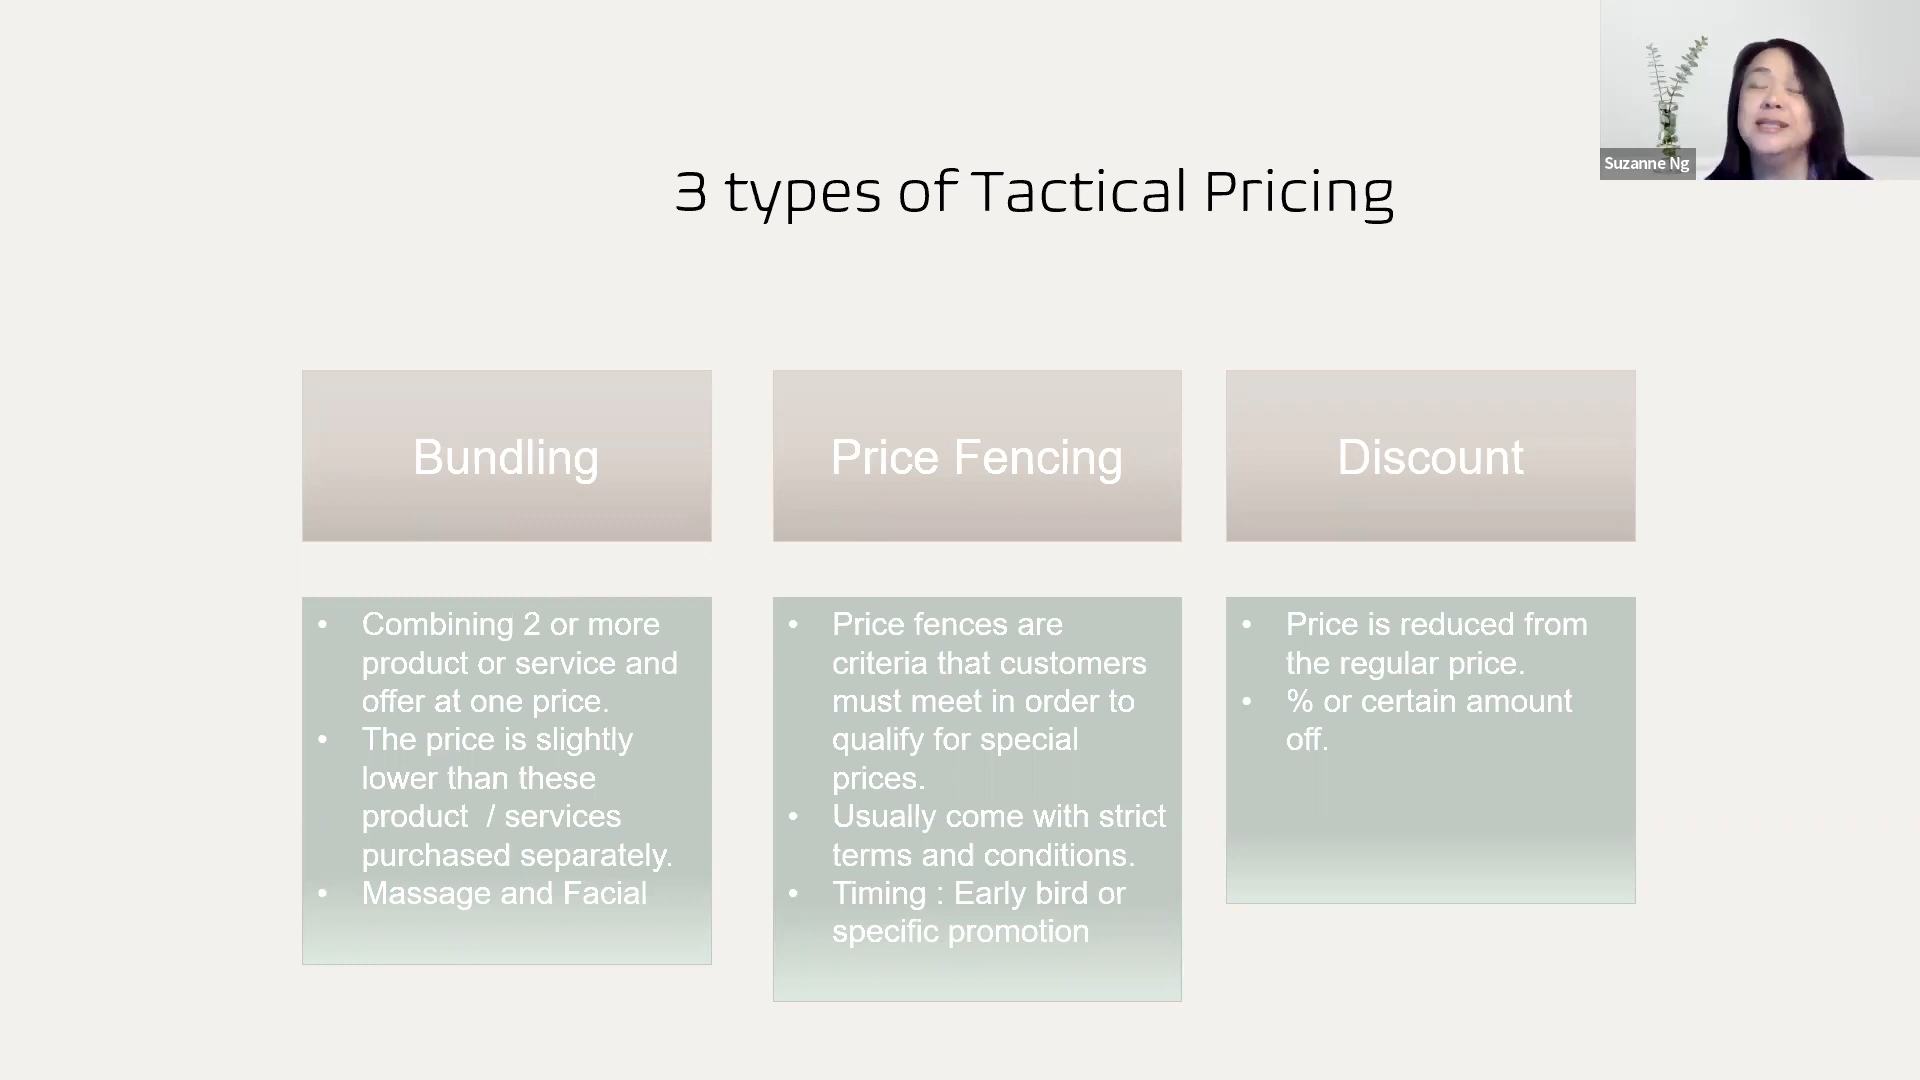 Suzanne Ng
3 types of Tactical Pricing
Bundling
• Combining 2 or more
product or service and
offer at one price.
• The price is slightly
lower than these
product  / services
purchased separately.
• Massage and Facial
Price Fencing
• Price fences are
criteria that customers
must meet in order to
qualify for special
prices.
• Usually come with strict
terms and conditions.
• Timing : Early bird or
specific promotion
Discount
• Price is reduced from
the regular price.
• % or certain amount
off.